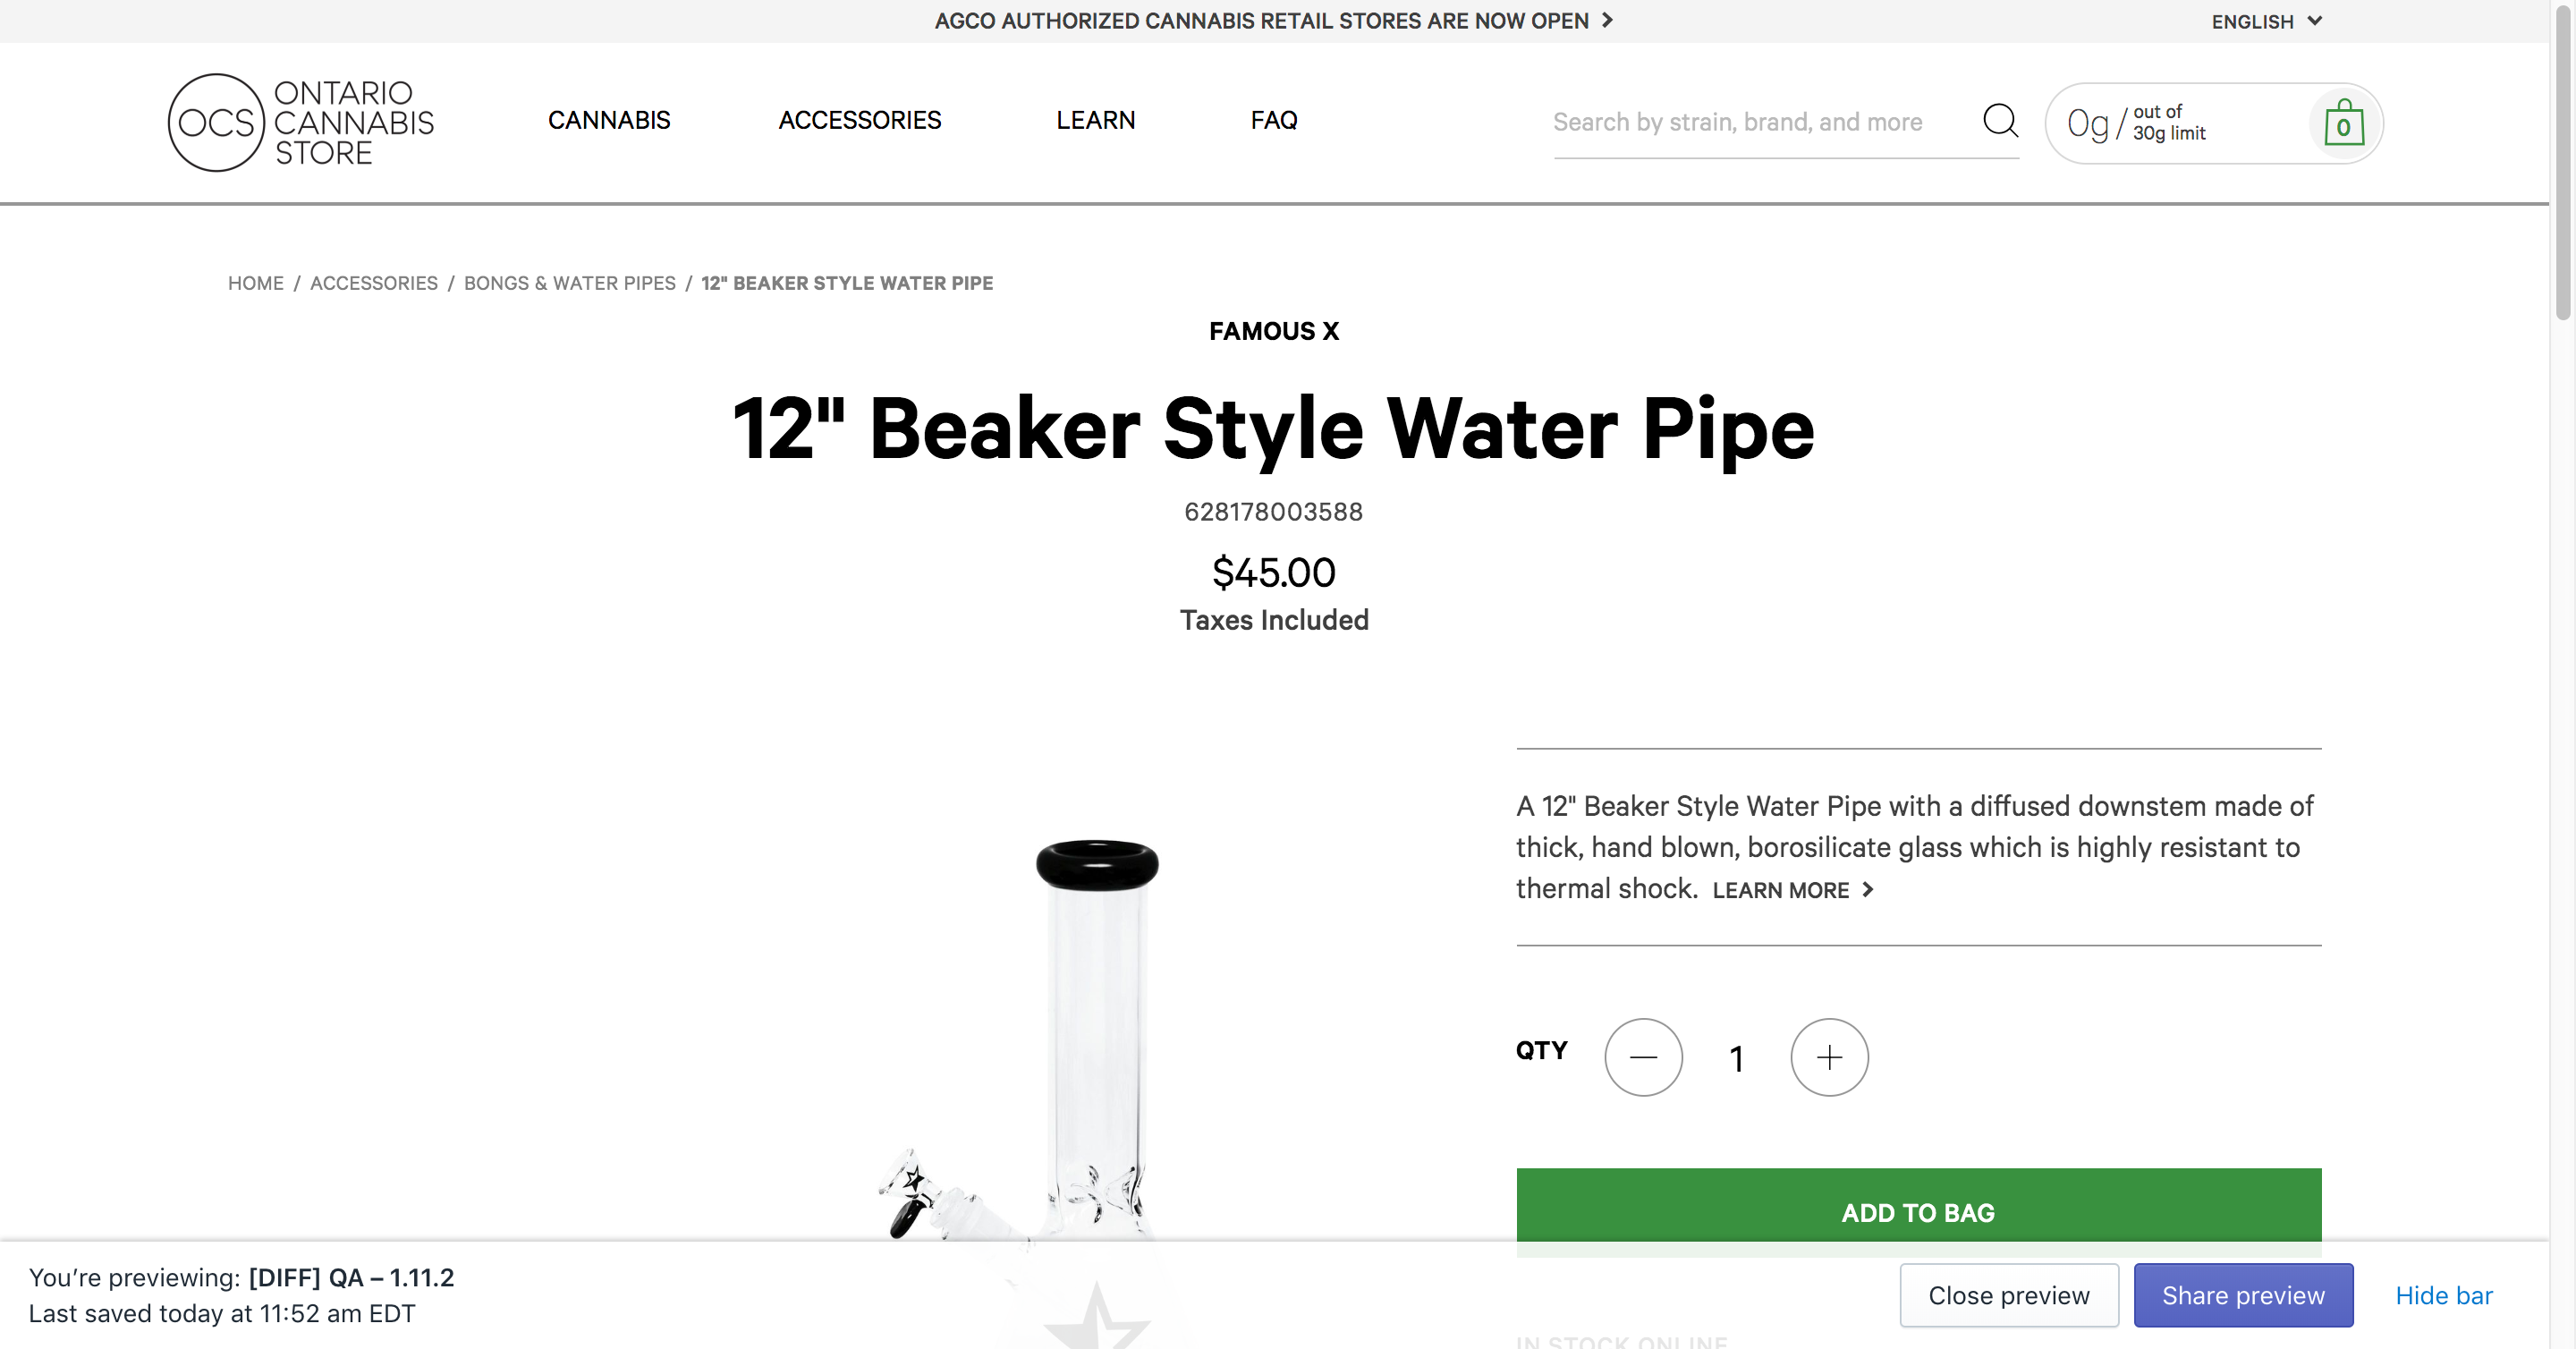 AGCO AUTHORIZED CANNABIS RETAIL STORES ARE NOW OPEN
ENGLISH
OCS
ONTARIO
CANNABIS
STORE
CANNABIS
ACCESSORIES
LEARN
FAQ
Search by strain, brand, and more
0g / out of
30g limit
0
HOME / ACCESSORIES / BONGS & WATER PIPES / 12" BEAKER STYLE WATER PIPE
FAMOUS X
12" Beaker Style Water Pipe
628178003588
$45.00
Taxes Included
A 12" Beaker Style Water Pipe with a diffused downstem made of
thick, hand blown, borosilicate glass which is highly resistant to
thermal shock. LEARN MORE
QTY
1
ADD TO BAG
You're previewing: [DIFF] QA – 1.11.2
Last saved today at 11:52 am EDT
Close preview
Share preview
Hide bar
IN STOCK ONLINE